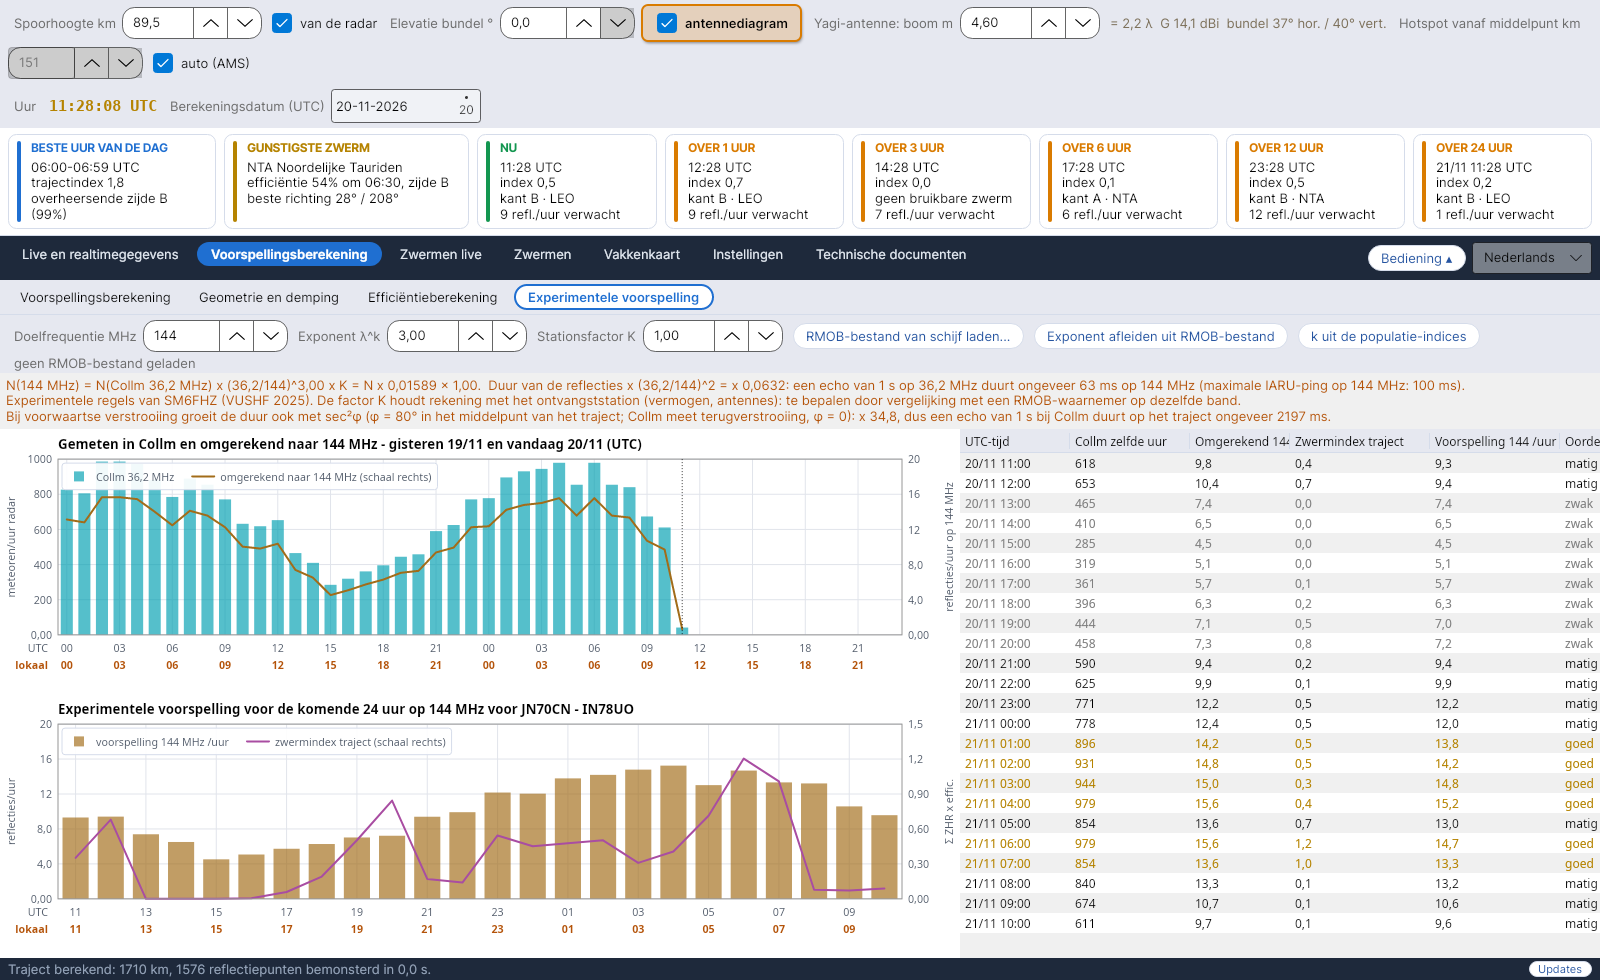 Spoorhoogte km 89,5 van de radar Elevatie bundel ° 0,0 antennediagram Yagi-antenne: boom m 4,60 = 2,2 λ G 14,1 dBi bundel 37° hor. / 40° vert. Hotspot vanaf middelpunt km
151 auto (AMS)
Uur 11:28:08 UTC Berekeningsdatum (UTC) 20-11-2026 20
BESTE UUR VAN DE DAG
06:00-06:59 UTC
trajectindex 1,8
overheersende zijde B
(99%)
GUNSTIGSTE ZWERM
NTA Noordelijke Tauriden
efficiëntie 54% om 06:30, zijde B
beste richting 28° / 208°
NU
11:28 UTC
index 0,5
kant B · LEO
9 refl./uur verwacht
OVER 1 UUR
12:28 UTC
index 0,7
kant B · LEO
9 refl./uur verwacht
OVER 3 UUR
14:28 UTC
index 0,0
geen bruikbare zwerm
7 refl./uur verwacht
OVER 6 UUR
17:28 UTC
index 0,1
kant A · NTA
6 refl./uur verwacht
OVER 12 UUR
23:28 UTC
index 0,5
kant B · NTA
12 refl./uur verwacht
OVER 24 UUR
21/11 11:28 UTC
index 0,2
kant B · LEO
1 refl./uur verwacht
Live en realtimegegevens Voorspellingsberekening Zwermen live Zwermen Vakkenkaart Instellingen Technische documenten Bediening ▴ Nederlands
Voorspellingsberekening Geometrie en demping Efficiëntieberekening Experimentele voorspelling
Doelfrequentie MHz 144 Exponent λ^k 3,00 Stationsfactor K 1,00 RMOB-bestand van schijf laden... Exponent afleiden uit RMOB-bestand k uit de populatie-indices
geen RMOB-bestand geladen
N(144 MHz) = N(Collm 36,2 MHz) x (36,2/144)^3,00 x K = N x 0,01589 × 1,00. Duur van de reflecties x (36,2/144)^2 = x 0,0632: een echo van 1 s op 36,2 MHz duurt ongeveer 63 ms op 144 MHz (maximale IARU-ping op 144 MHz: 100 ms).
Experimentele regels van SM6FHZ (VUSHF 2025). De factor K houdt rekening met het ontvangststation (vermogen, antennes): te bepalen door vergelijking met een RMOB-waarnemer op dezelfde band.
Bij voorwaartse verstrooiing groeit de duur ook met sec²φ (φ = 80° in het middelpunt van het traject; Collm meet terugverstrooiing, φ = 0): x 34,8, dus een echo van 1 s bij Collm duurt op het traject ongeveer 2197 ms.
Gemeten in Collm en omgerekend naar 144 MHz - gisteren 19/11 en vandaag 20/11 (UTC)
Collm 36,2 MHz omgerekend naar 144 MHz (schaal rechts)
meteoren/uur radar
1000
800
600
400
200
0,00
20
16
12
8,0
4,0
0,00
reflecties/uur op 144 MHz
UTC 00 03 06 09 12 15 18 21 00 03 06 09 12 15 18 21
lokaal 00 03 06 09 12 15 18 21 00 03 06 09 12 15 18 21
Experimentele voorspelling voor de komende 24 uur op 144 MHz voor JN70CN - IN78UO
voorspelling 144 MHz /uur zwermindex traject (schaal rechts)
reflecties/uur
20
16
12
8,0
4,0
0,00
1,5
1,2
0,90
0,60
0,30
0,00
Σ ZHR x effic.
UTC 11 13 15 17 19 21 23 01 03 05 07 09
lokaal 11 13 15 17 19 21 23 01 03 05 07 09
UTC-tijd Collm zelfde uur Omgerekend 144 Zwermindex traject Voorspelling 144 /uur Oorde
20/11 11:00 618 9,8 0,4 9,3 matig
20/11 12:00 653 10,4 0,7 9,4 matig
20/11 13:00 465 7,4 0,0 7,4 zwak
20/11 14:00 410 6,5 0,0 6,5 zwak
20/11 15:00 285 4,5 0,0 4,5 zwak
20/11 16:00 319 5,1 0,0 5,1 zwak
20/11 17:00 361 5,7 0,1 5,7 zwak
20/11 18:00 396 6,3 0,2 6,3 zwak
20/11 19:00 444 7,1 0,5 7,0 zwak
20/11 20:00 458 7,3 0,8 7,2 zwak
20/11 21:00 590 9,4 0,2 9,4 matig
20/11 22:00 625 9,9 0,1 9,9 matig
20/11 23:00 771 12,2 0,5 12,2 matig
21/11 00:00 778 12,4 0,5 12,0 matig
21/11 01:00 896 14,2 0,5 13,8 goed
21/11 02:00 931 14,8 0,5 14,2 goed
21/11 03:00 944 15,0 0,3 14,8 goed
21/11 04:00 979 15,6 0,4 15,2 goed
21/11 05:00 854 13,6 0,7 13,0 matig
21/11 06:00 979 15,6 1,2 14,7 goed
21/11 07:00 854 13,6 1,0 13,3 goed
21/11 08:00 840 13,3 0,1 13,2 matig
21/11 09:00 674 10,7 0,1 10,6 matig
21/11 10:00 611 9,7 0,1 9,6 matig
Traject berekend: 1710 km, 1576 reflectiepunten bemonsterd in 0,0 s. Updates